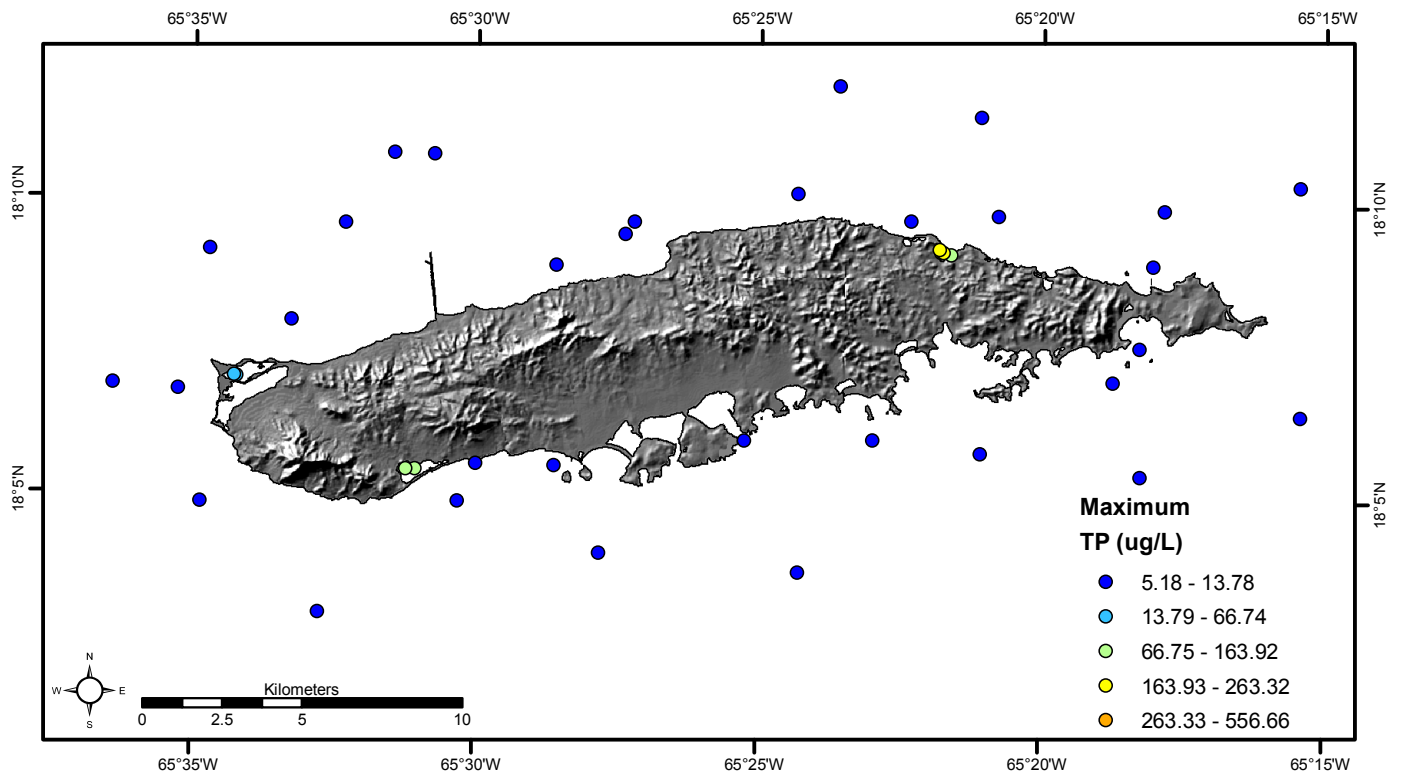 65°35'W 65°30'W 65°25'W 65°20'W 65°15'W
18°10'N 18°10'N
18°5'N 18°5'N
Maximum
TP (ug/L)
5.18 - 13.78
13.79 - 66.74
66.75 - 163.92
163.93 - 263.32
263.33 - 556.66
N
W E
S
Kilometers
0 2.5 5 10
65°35'W 65°30'W 65°25'W 65°20'W 65°15'W